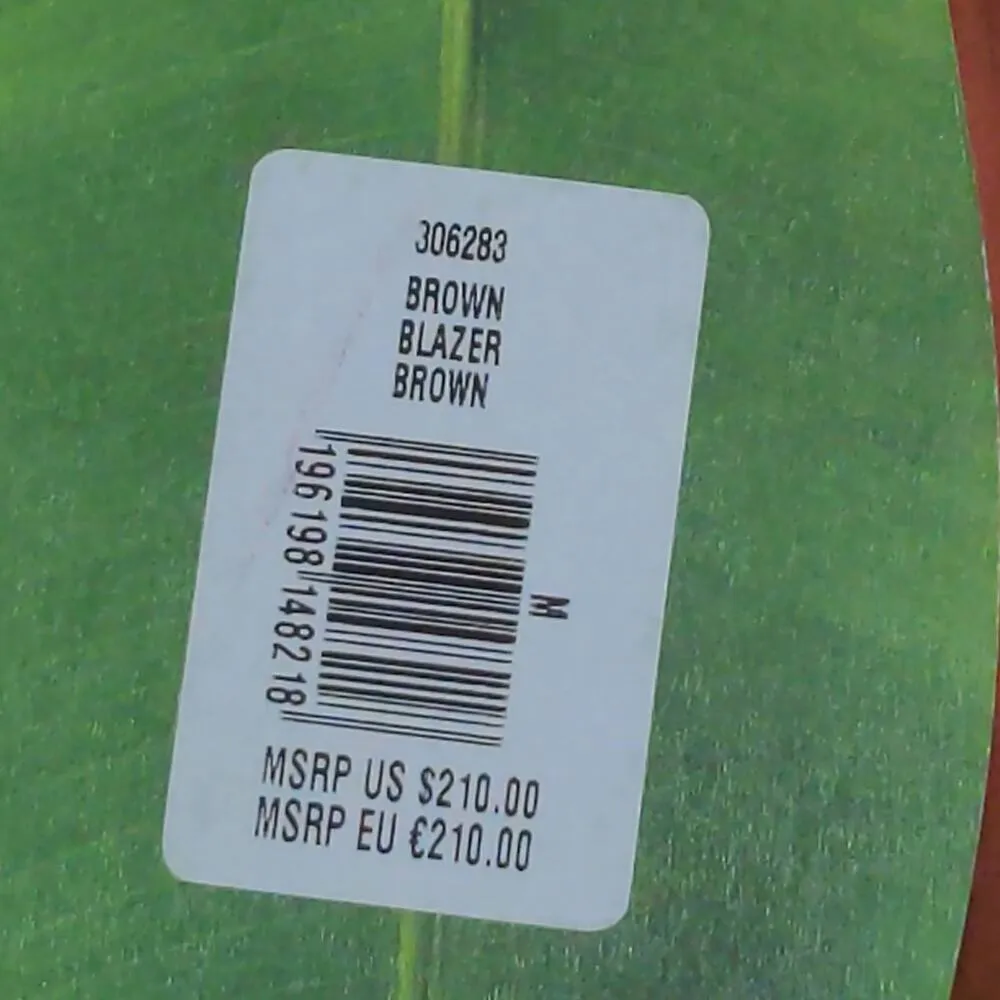 306283
BROWN
BLAZER
BROWN
196198148218
M
MSRP US $210.00
MSRP EU €210.00